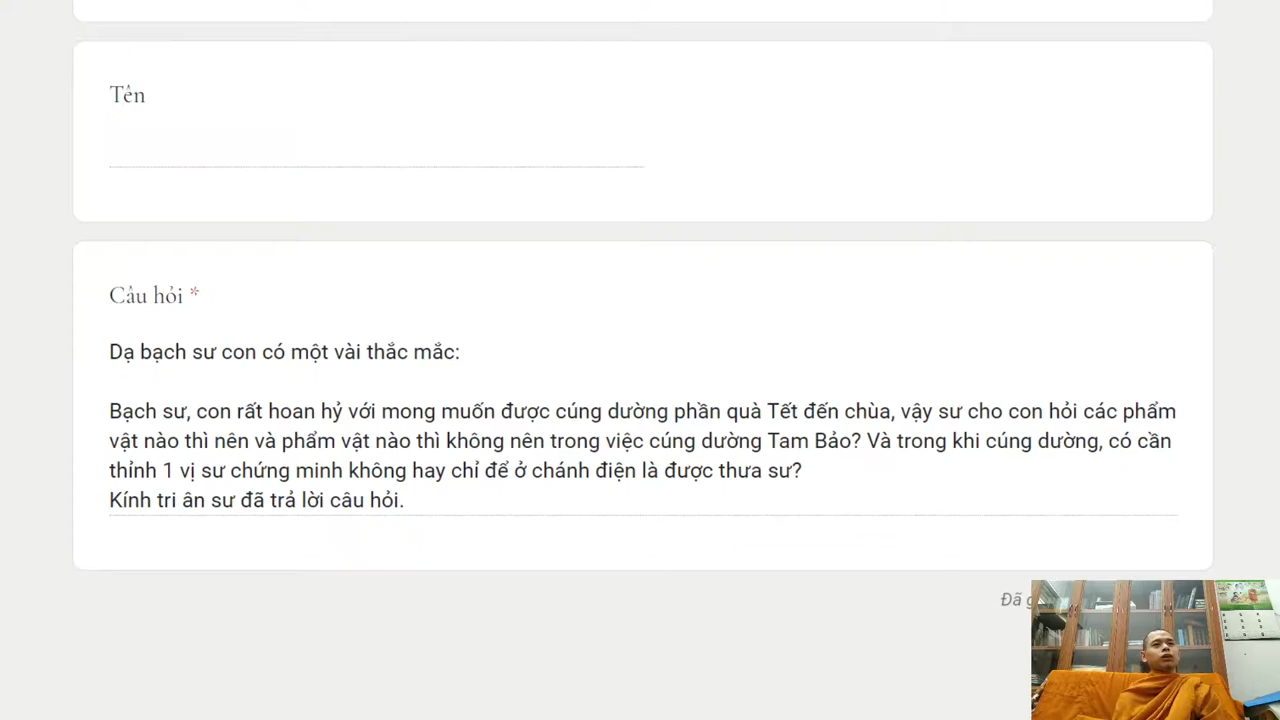 Tên
Câu hỏi *
Dạ bạch sư con có một vài thắc mắc:
Bạch sư, con rất hoan hỷ với mong muốn được cúng dường phần quà Tết đến chùa, vậy sư cho con hỏi các phẩm
vật nào thì nên và phẩm vật nào thì không nên trong việc cúng dường Tam Bảo? Và trong khi cúng dường, có cần
thỉnh 1 vị sư chứng minh không hay chỉ để ở chánh điện là được thưa sư?
Kính tri ân sư đã trả lời câu hỏi.
Đã